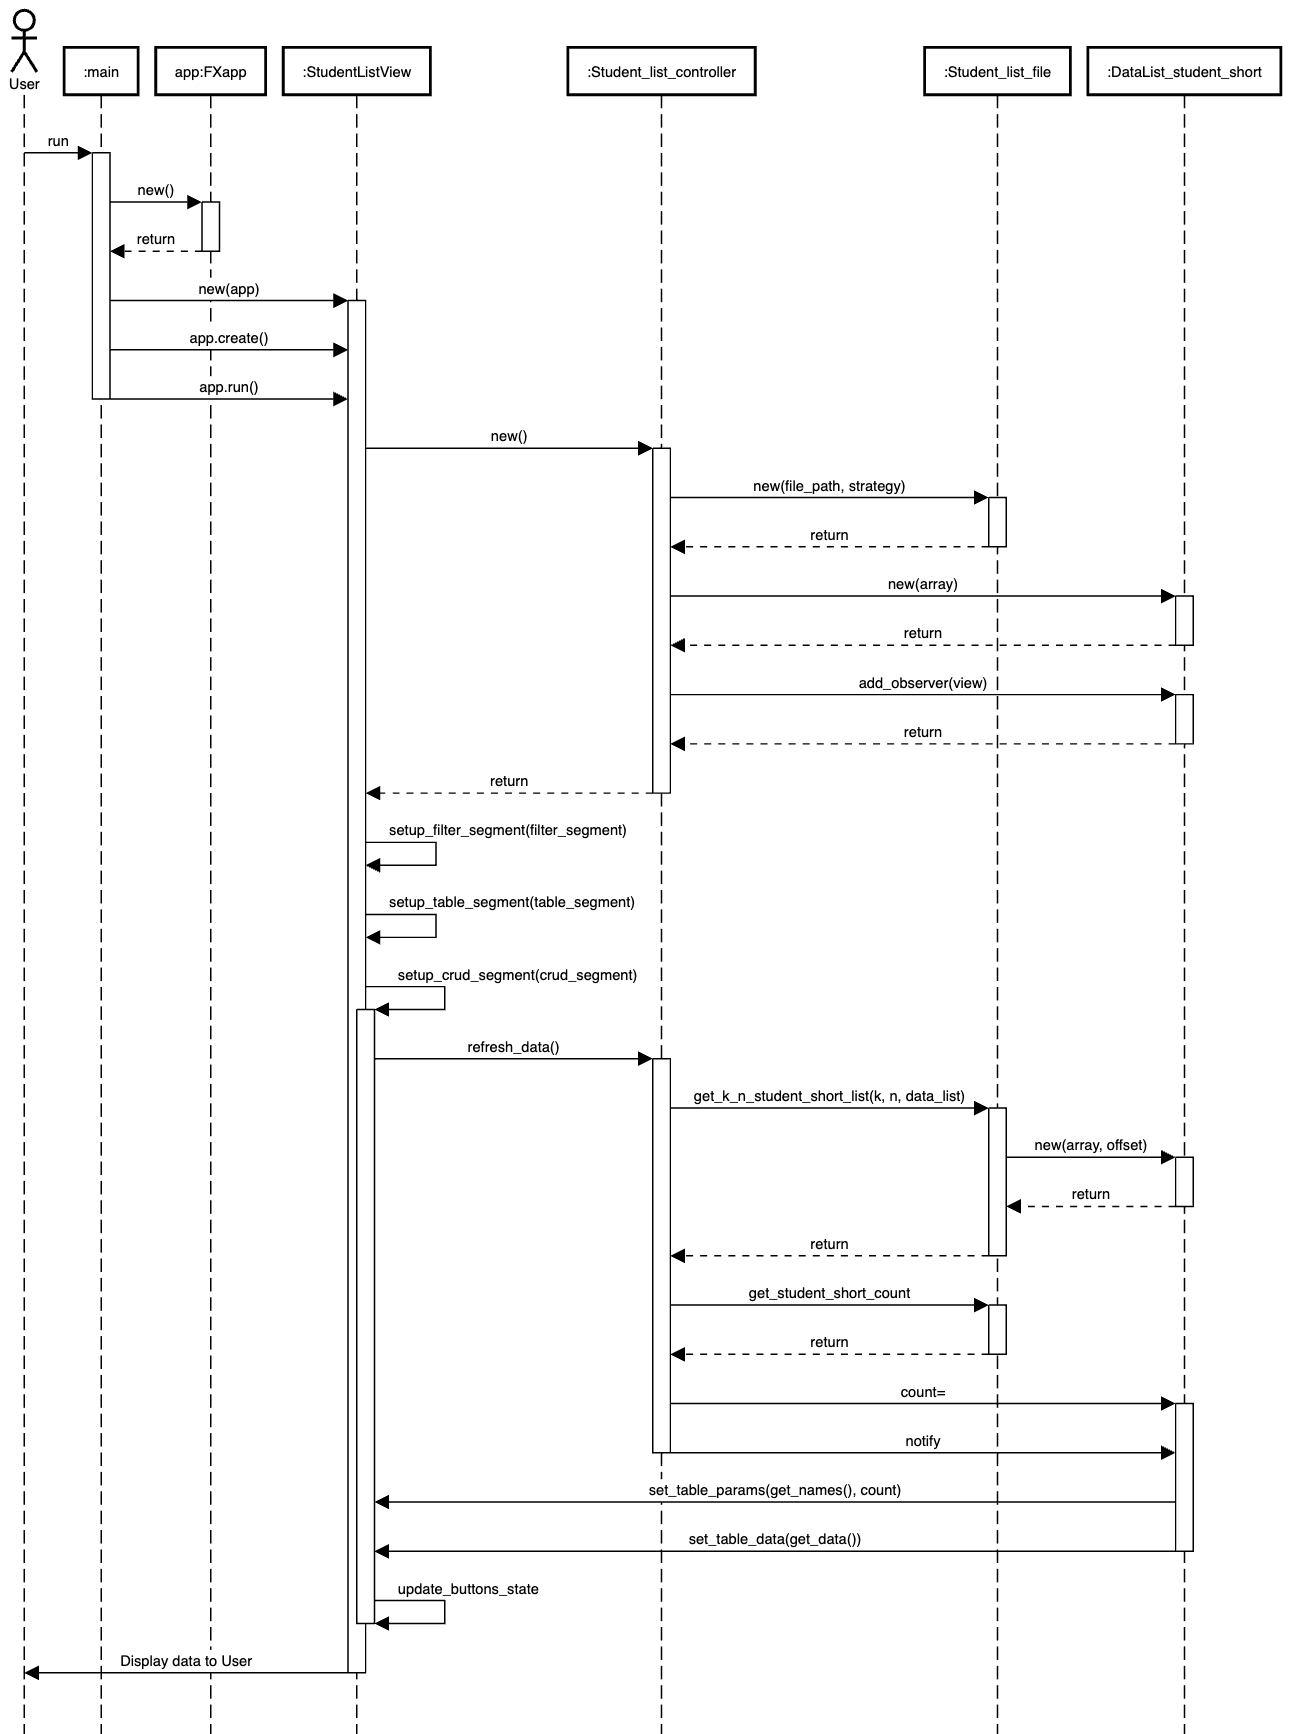 User
:main
app:FXapp
:StudentListView
:Student_list_controller
:Student_list_file
:DataList_student_short
run
new()
return
new(app)
app.create()
app.run()
new()
new(file_path, strategy)
return
new(array)
return
add_observer(view)
return
return
setup_filter_segment(filter_segment)
setup_table_segment(table_segment)
setup_crud_segment(crud_segment)
refresh_data()
get_k_n_student_short_list(k, n, data_list)
new(array, offset)
return
return
get_student_short_count
return
count=
notify
set_table_params(get_names(), count)
set_table_data(get_data())
update_buttons_state
Display data to User